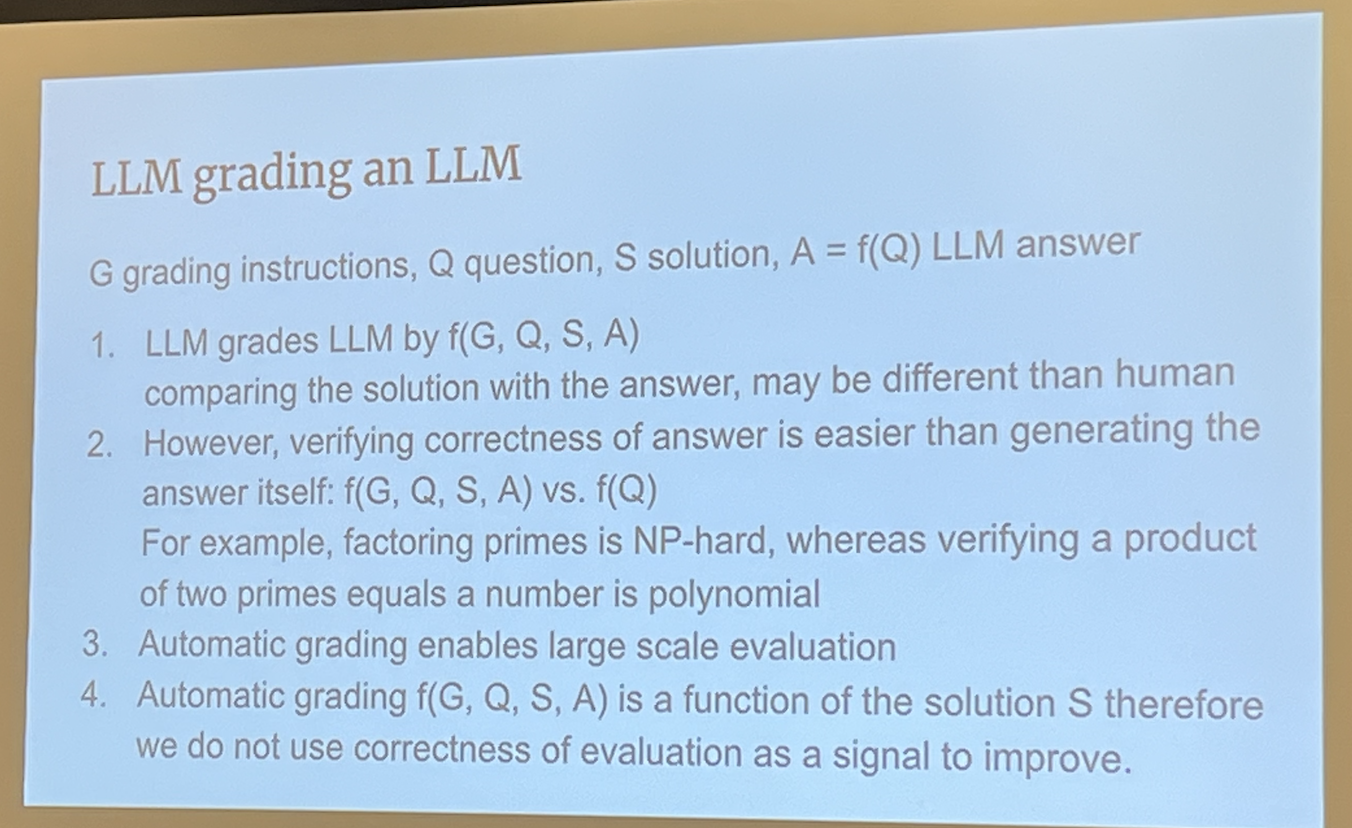 LLM grading an LLM
G grading instructions, Q question, S solution, A = f(Q) LLM answer
1. LLM grades LLM by f(G, Q, S, A)
comparing the solution with the answer, may be different than human
2. However, verifying correctness of answer is easier than generating the
answer itself: f(G, Q, S, A) vs. f(Q)
For example, factoring primes is NP-hard, whereas verifying a product
of two primes equals a number is polynomial
3. Automatic grading enables large scale evaluation
4. Automatic grading f(G, Q, S, A) is a function of the solution S therefore
we do not use correctness of evaluation as a signal to improve.